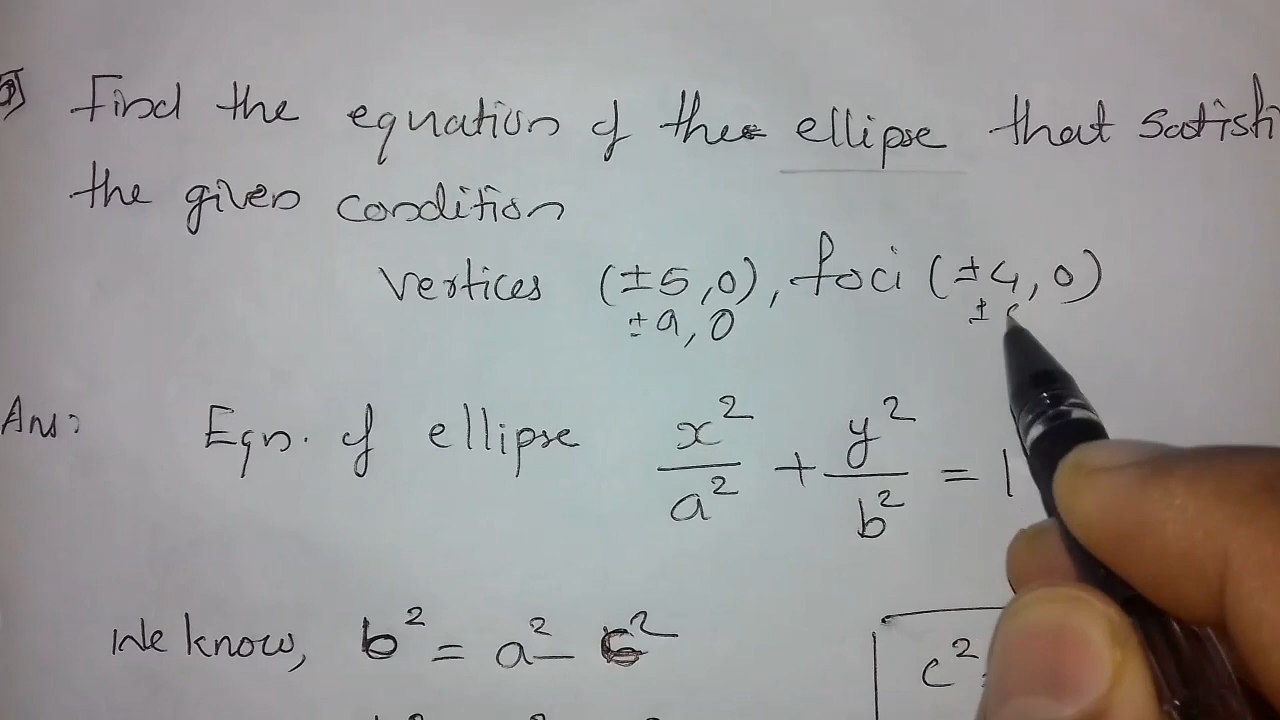 Find the equation of the ellipse that satisfi
the given condition
Vertices (±5,0), foci (±4,0)
±a, 0 ±
Ans: Eqn. of ellipse x²/a² + y²/b² = 1
We know, b² = a² - c²
c²